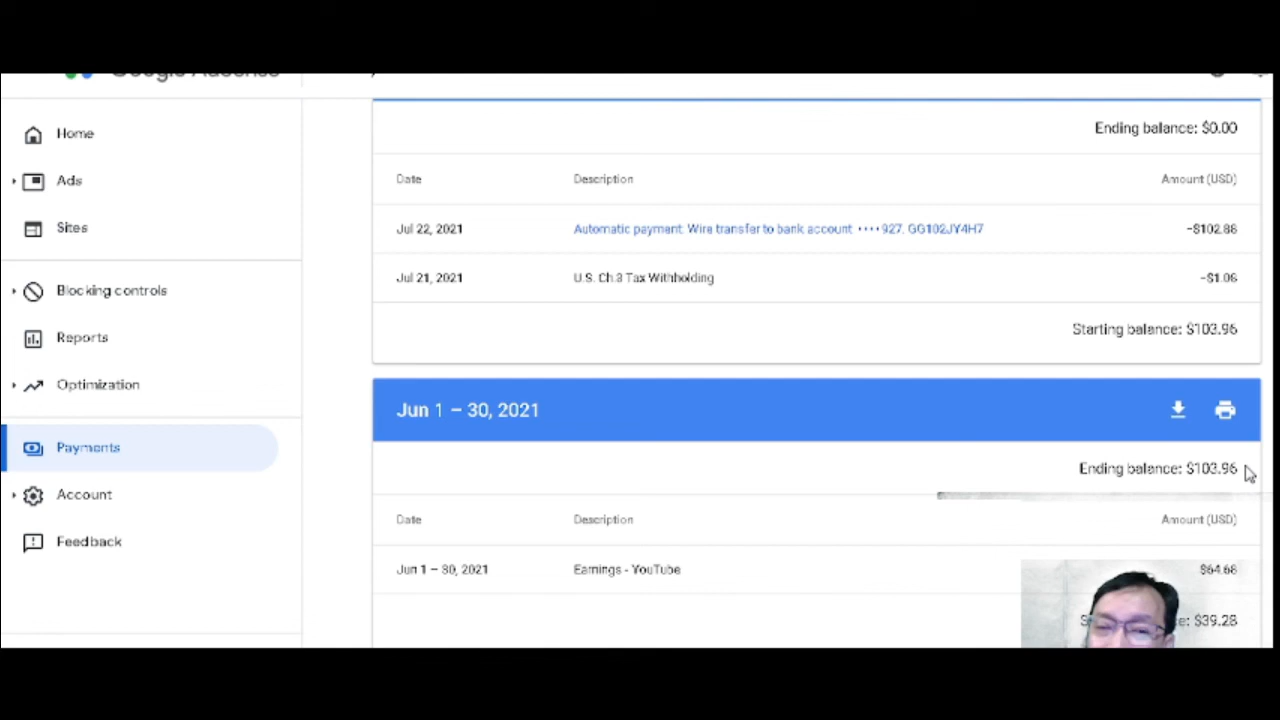 Home
Ads
Sites
Blocking controls
Reports
Optimization
Payments
Account
Feedback
Ending balance: $0.00
Date Description Amount (USD)
Jul 22, 2021 Automatic payment: Wire transfer to bank account ••••927. GG102JY4H7 -$102.88
Jul 21, 2021 U.S. Ch.3 Tax Withholding -$1.06
Starting balance: $103.96
Jun 1 – 30, 2021
Ending balance: $103.96
Date Description Amount (USD)
Jun 1 – 30, 2021 Earnings - YouTube $64.68
$39.28